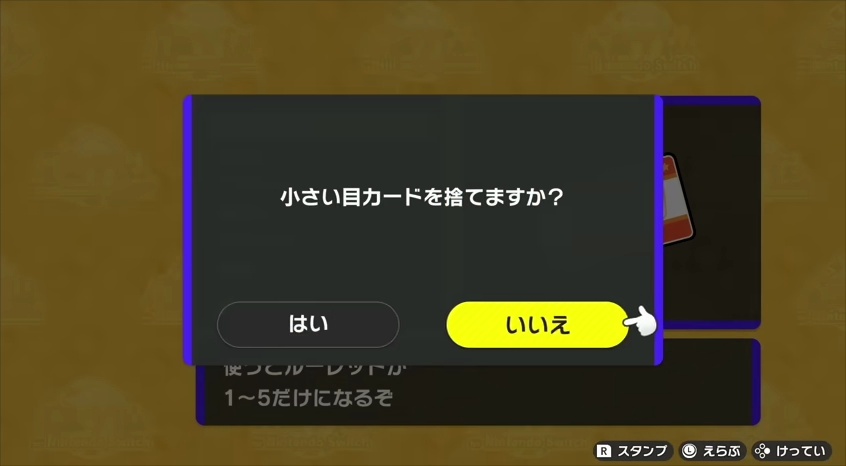 小さい目カードを捨てますか？
はい
いいえ
使うとルーレットが
1～5だけになるぞ
R スタンプ
L えらぶ
けってい